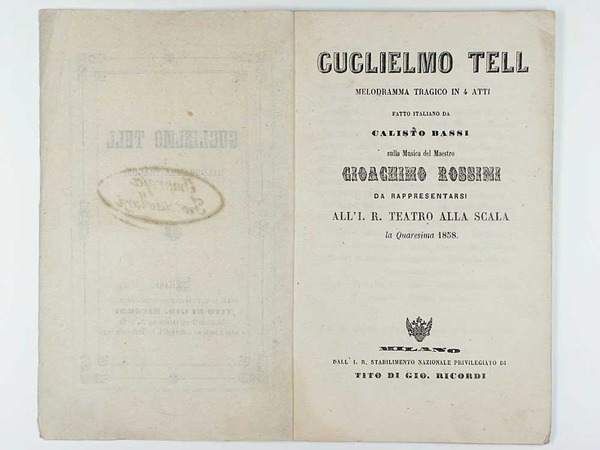 GUGLIELMO TELL
MELODRAMMA TRAGICO IN 4 ATTI
FATTO ITALIANO DA
CALISTO BASSI
sulla Musica del Maestro
GIOACHIMO ROSSINI
DA RAPPRESENTARSI
ALL'I. R. TEATRO ALLA SCALA
la Quaresima 1858.
MILANO
DALL' I. R. STABILIMENTO NAZIONALE PRIVILEGIATO DI
TITO DI GIO. RICORDI